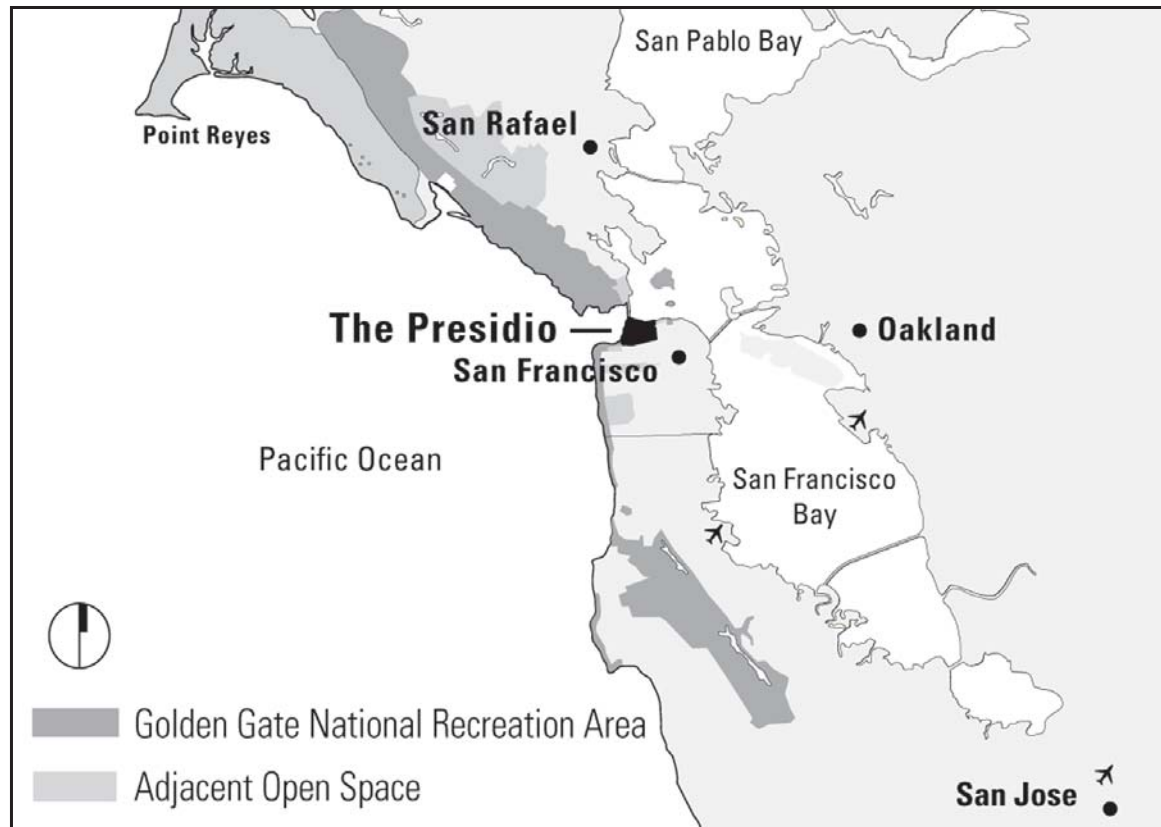 San Pablo Bay
San Rafael
Point Reyes
The Presidio
Oakland
San Francisco
Pacific Ocean
San Francisco
Bay
Golden Gate National Recreation Area
Adjacent Open Space
San Jose